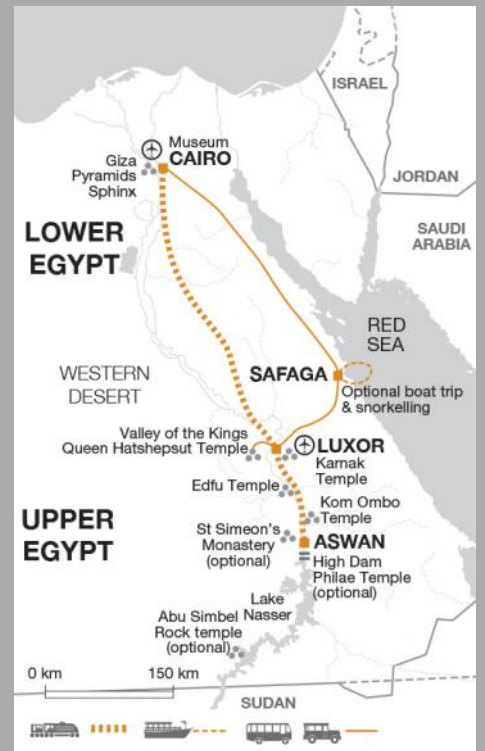 ISRAEL
Museum
CAIRO
Giza
Pyramids
Sphinx
JORDAN
LOWER
EGYPT
SAUDI
ARABIA
RED
SEA
WESTERN
DESERT
SAFAGA
Optional boat trip
& snorkelling
Valley of the Kings
Queen Hatshepsut Temple
LUXOR
Karnak
Temple
Edfu Temple
Kom Ombo
Temple
UPPER
EGYPT
St Simeon's
Monastery
(optional)
ASWAN
High Dam
Philae Temple
(optional)
Lake
Nasser
Abu Simbel
Rock temple
(optional)
0 km
150 km
SUDAN